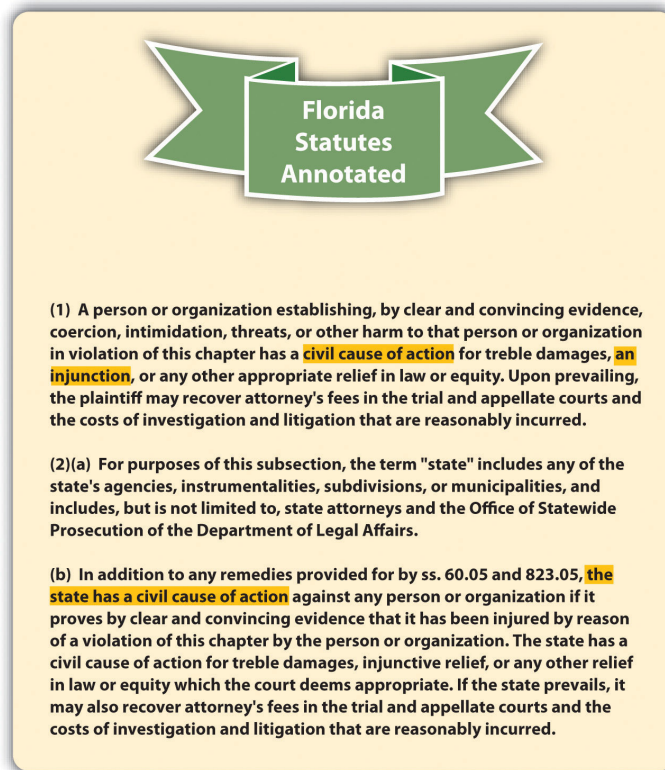 Florida
Statutes
Annotated
(1) A person or organization establishing, by clear and convincing evidence,
coercion, intimidation, threats, or other harm to that person or organization
in violation of this chapter has a civil cause of action for treble damages, an
injunction, or any other appropriate relief in law or equity. Upon prevailing,
the plaintiff may recover attorney's fees in the trial and appellate courts and
the costs of investigation and litigation that are reasonably incurred.
(2)(a) For purposes of this subsection, the term "state" includes any of the
state's agencies, instrumentalities, subdivisions, or municipalities, and
includes, but is not limited to, state attorneys and the Office of Statewide
Prosecution of the Department of Legal Affairs.
(b) In addition to any remedies provided for by ss. 60.05 and 823.05, the
state has a civil cause of action against any person or organization if it
proves by clear and convincing evidence that it has been injured by reason
of a violation of this chapter by the person or organization. The state has a
civil cause of action for treble damages, injunctive relief, or any other relief
in law or equity which the court deems appropriate. If the state prevails, it
may also recover attorney's fees in the trial and appellate courts and the
costs of investigation and litigation that are reasonably incurred.